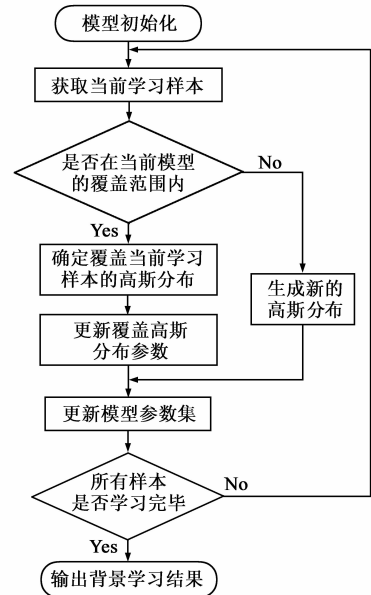 模型初始化
获取当前学习样本
是否在当前模型
的覆盖范围内
No
Yes
确定覆盖当前学习
样本的高斯分布
生成新的
高斯分布
更新覆盖高斯
分布参数
更新模型参数集
所有样本
是否学习完毕
No
Yes
输出背景学习结果